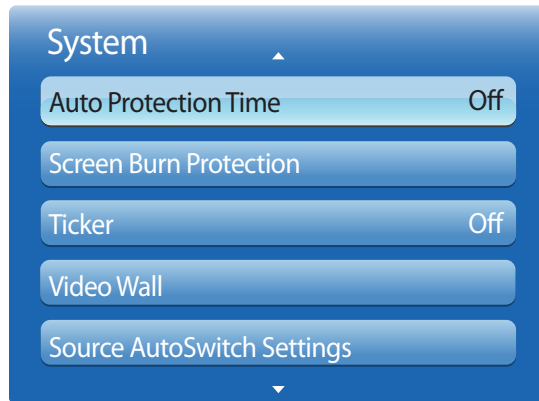 System
Auto Protection Time Off
Screen Burn Protection
Ticker Off
Video Wall
Source AutoSwitch Settings